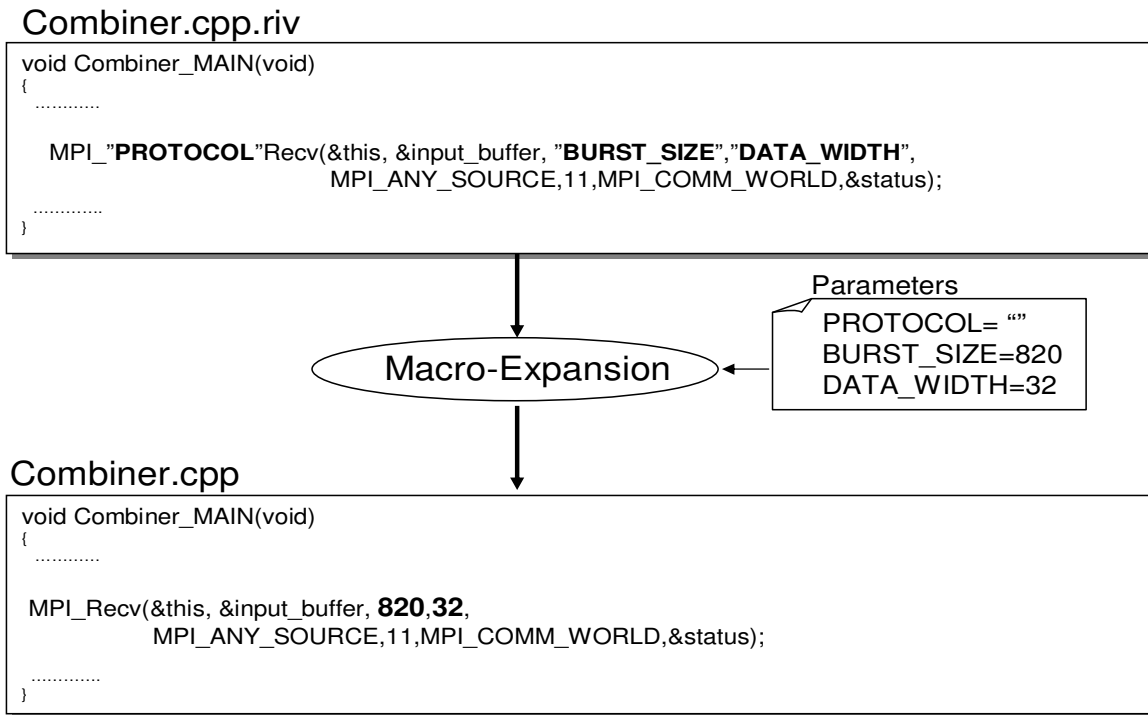 Combiner.cpp.riv
void Combiner_MAIN(void)
{
............
MPI_”PROTOCOL”Recv(&this, &input_buffer, ”BURST_SIZE”,”DATA_WIDTH”,
MPI_ANY_SOURCE,11,MPI_COMM_WORLD,&status);
.............
}
Parameters
PROTOCOL= “”
BURST_SIZE=820
DATA_WIDTH=32
Macro-Expansion
Combiner.cpp
void Combiner_MAIN(void)
{
............
MPI_Recv(&this, &input_buffer, 820,32,
MPI_ANY_SOURCE,11,MPI_COMM_WORLD,&status);
.............
}